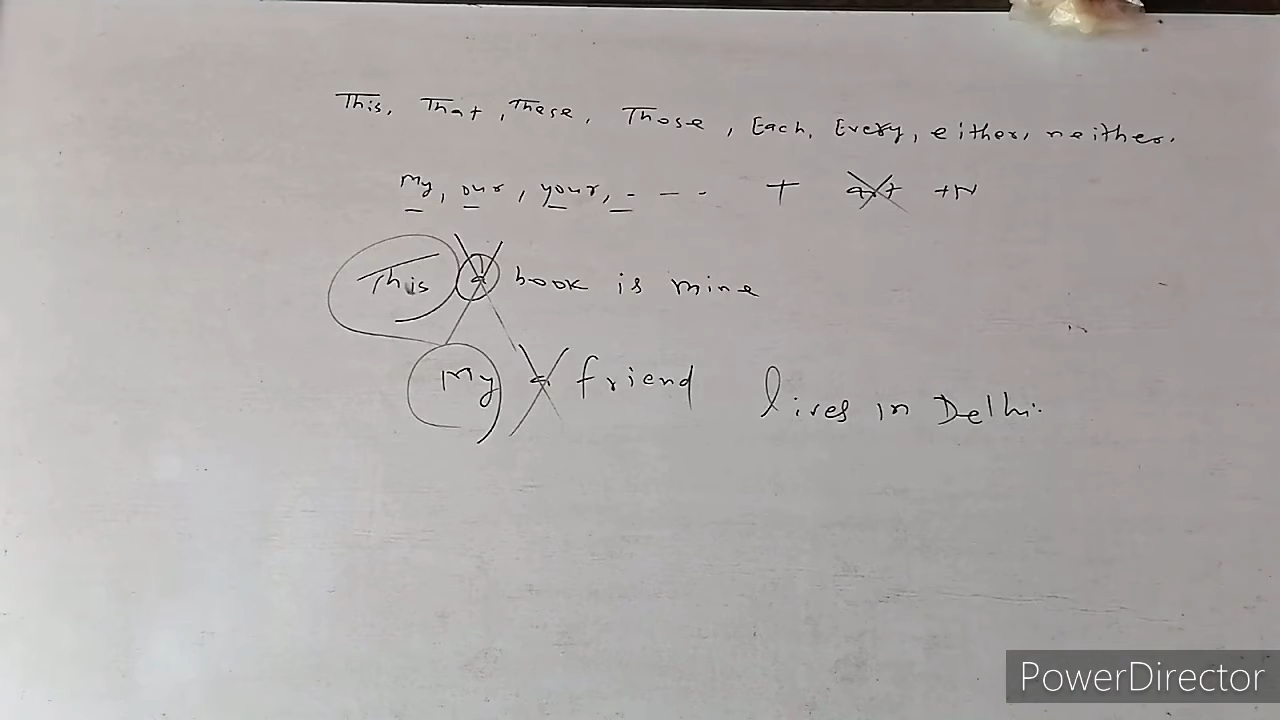 This, That, These, Those, Each, Every, either, neither.
My, our, your, - - - - + art + N
This a book is mine
My a friend lives in Delhi.
PowerDirector